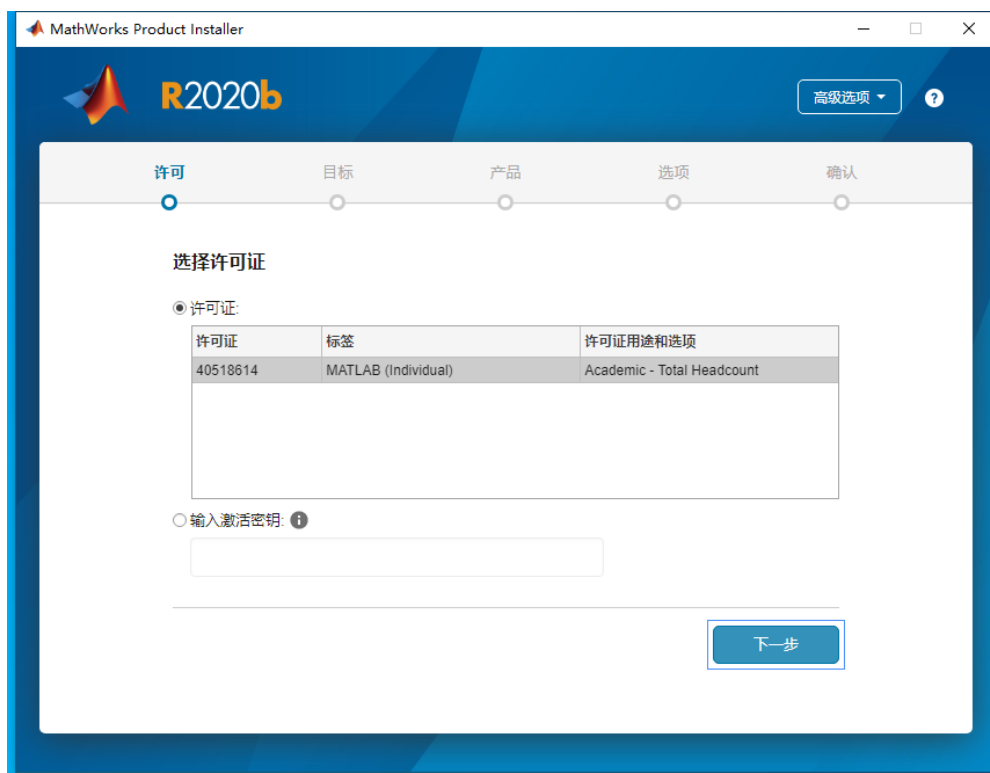 MathWorks Product Installer
R2020b
高级选项
?
许可 目标 产品 选项 确认
选择许可证
许可证:
许可证 标签 许可证用途和选项
40518614 MATLAB (Individual) Academic - Total Headcount
输入激活密钥: i
下一步